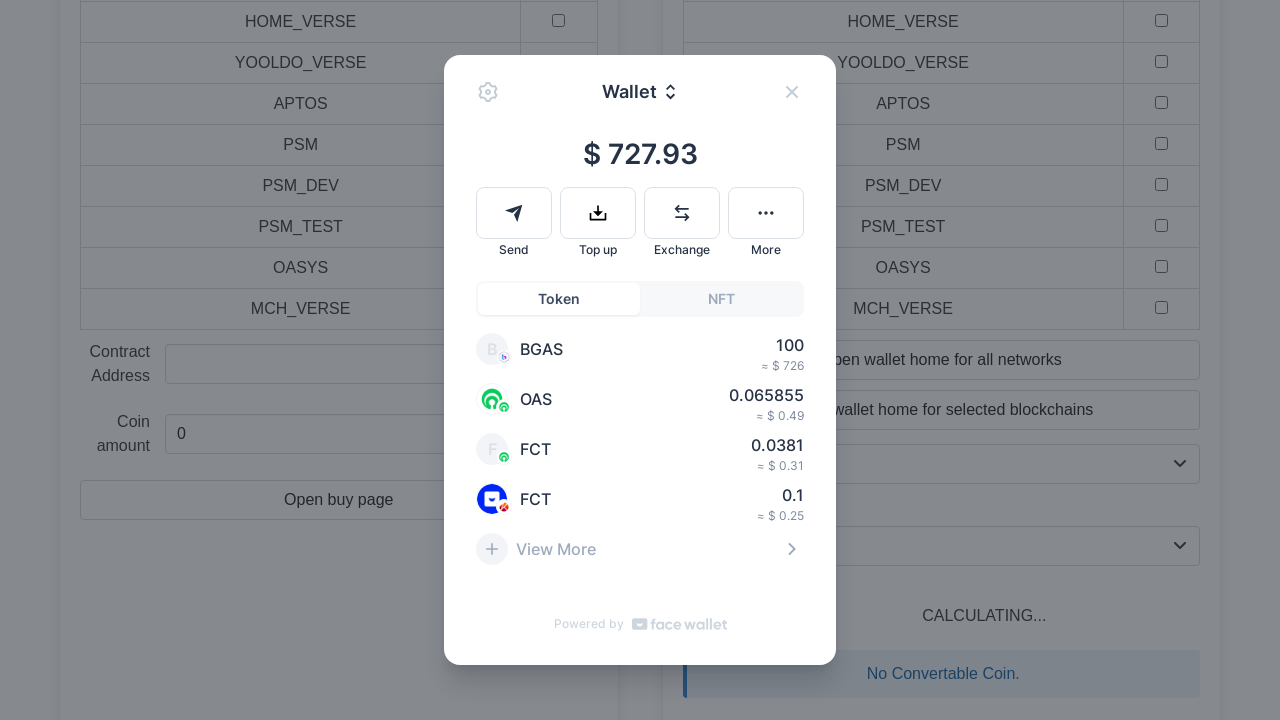 HOME_VERSE
YOOLDO_VERSE
APTOS
PSM
PSM_DEV
PSM_TEST
OASYS
MCH_VERSE
Contract
Address
Coin
amount
0
Open buy page
Wallet
$ 727.93
Send
Top up
Exchange
More
Token
NFT
B BGAS 100
≈ $ 726
OAS 0.065855
≈ $ 0.49
F FCT 0.0381
≈ $ 0.31
FCT 0.1
≈ $ 0.25
View More
Powered by face wallet
HOME_VERSE
YOOLDO_VERSE
APTOS
PSM
PSM_DEV
PSM_TEST
OASYS
MCH_VERSE
wallet home for all networks
wallet home for selected blockchains
CALCULATING...
No Convertable Coin.